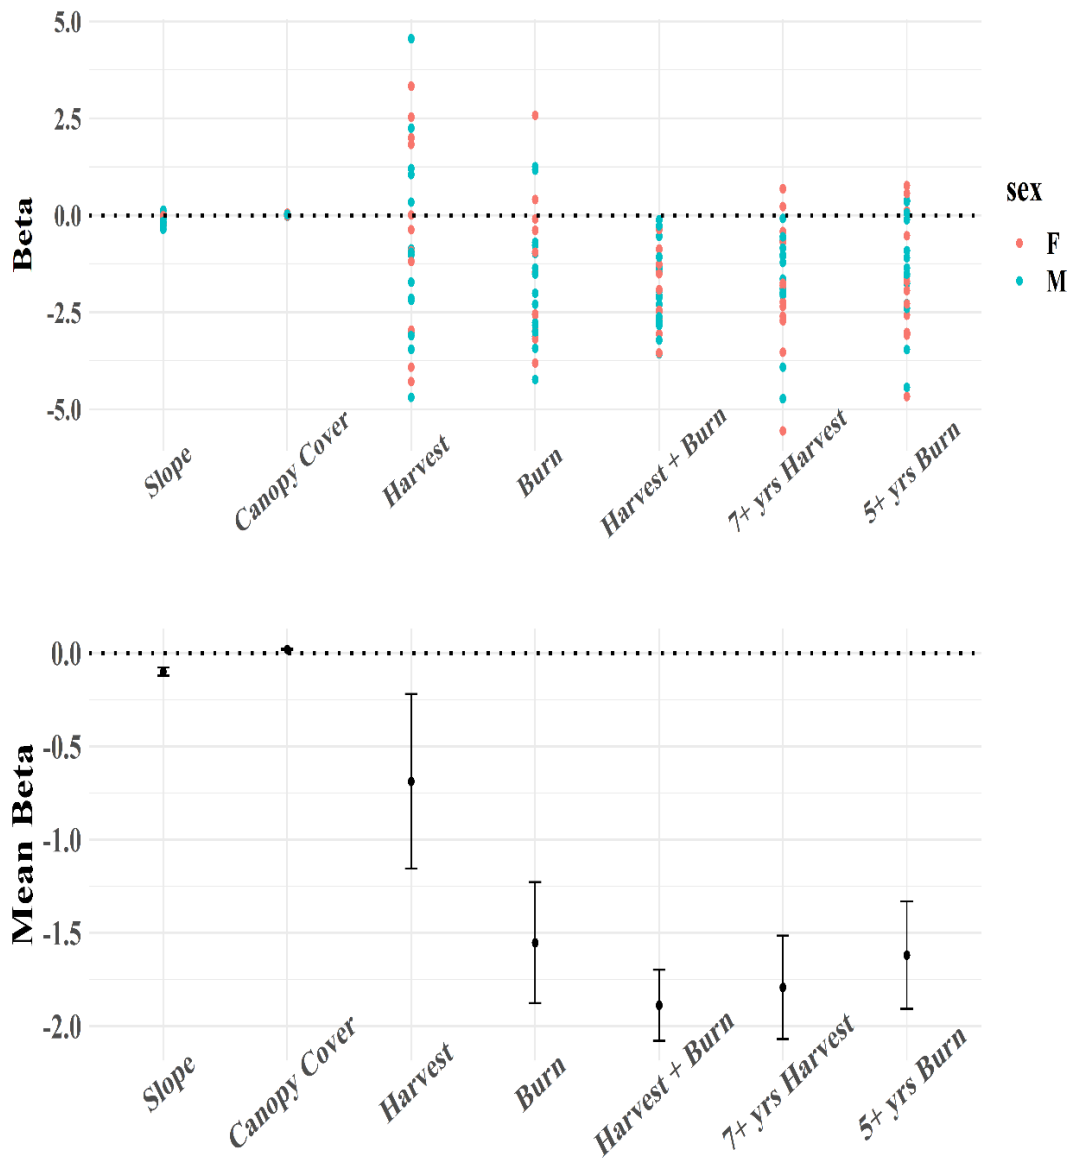 5.0
2.5
0.0
-2.5
-5.0
Beta
Slope
Canopy Cover
Harvest
Burn
Harvest + Burn
7+ yrs Harvest
5+ yrs Burn
sex
F
M
0.0
-0.5
-1.0
-1.5
-2.0
Mean Beta
Slope
Canopy Cover
Harvest
Burn
Harvest + Burn
7+ yrs Harvest
5+ yrs Burn